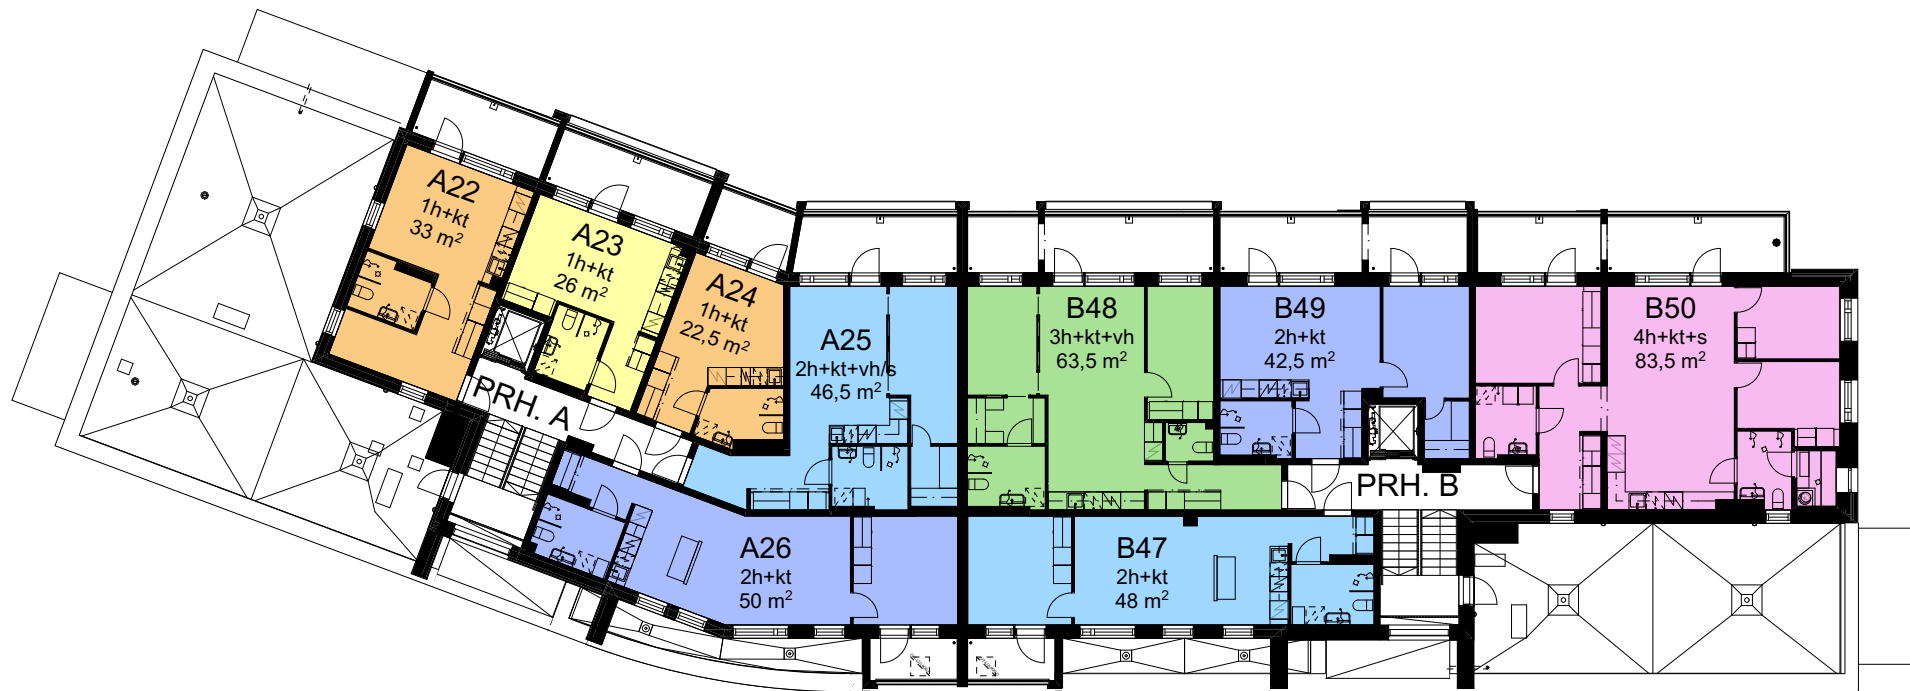 A22
1h+kt
33 m²
A23
1h+kt
26 m²
A24
1h+kt
22,5 m²
A25
2h+kt+vh/s
46,5 m²
B48
3h+kt+vh
63,5 m²
B49
2h+kt
42,5 m²
B50
4h+kt+s
83,5 m²
PRH. A
PRH. B
A26
2h+kt
50 m²
B47
2h+kt
48 m²